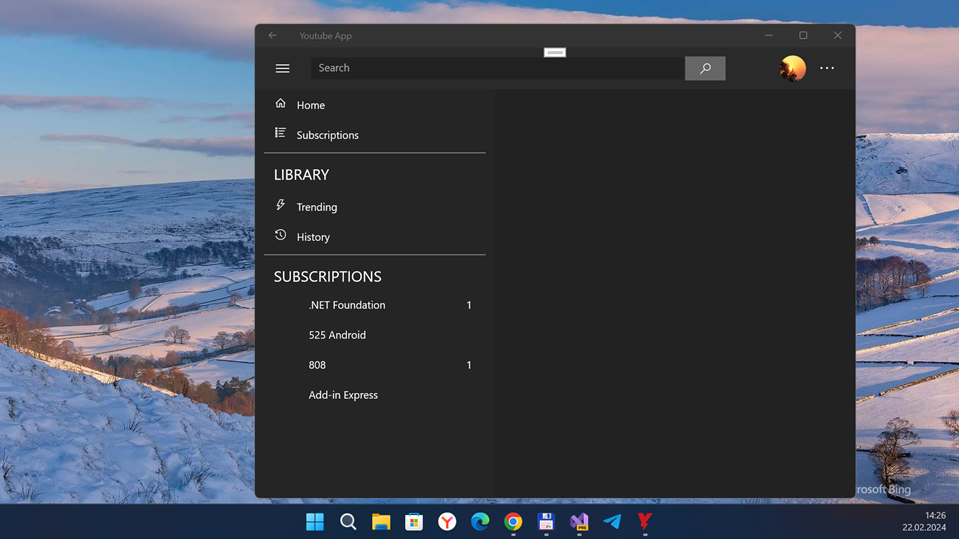 Youtube App
Search
Home
Subscriptions
LIBRARY
Trending
History
SUBSCRIPTIONS
.NET Foundation 1
525 Android
808 1
Add-in Express
rosoft Bing
PRE
14:26
22.02.2024